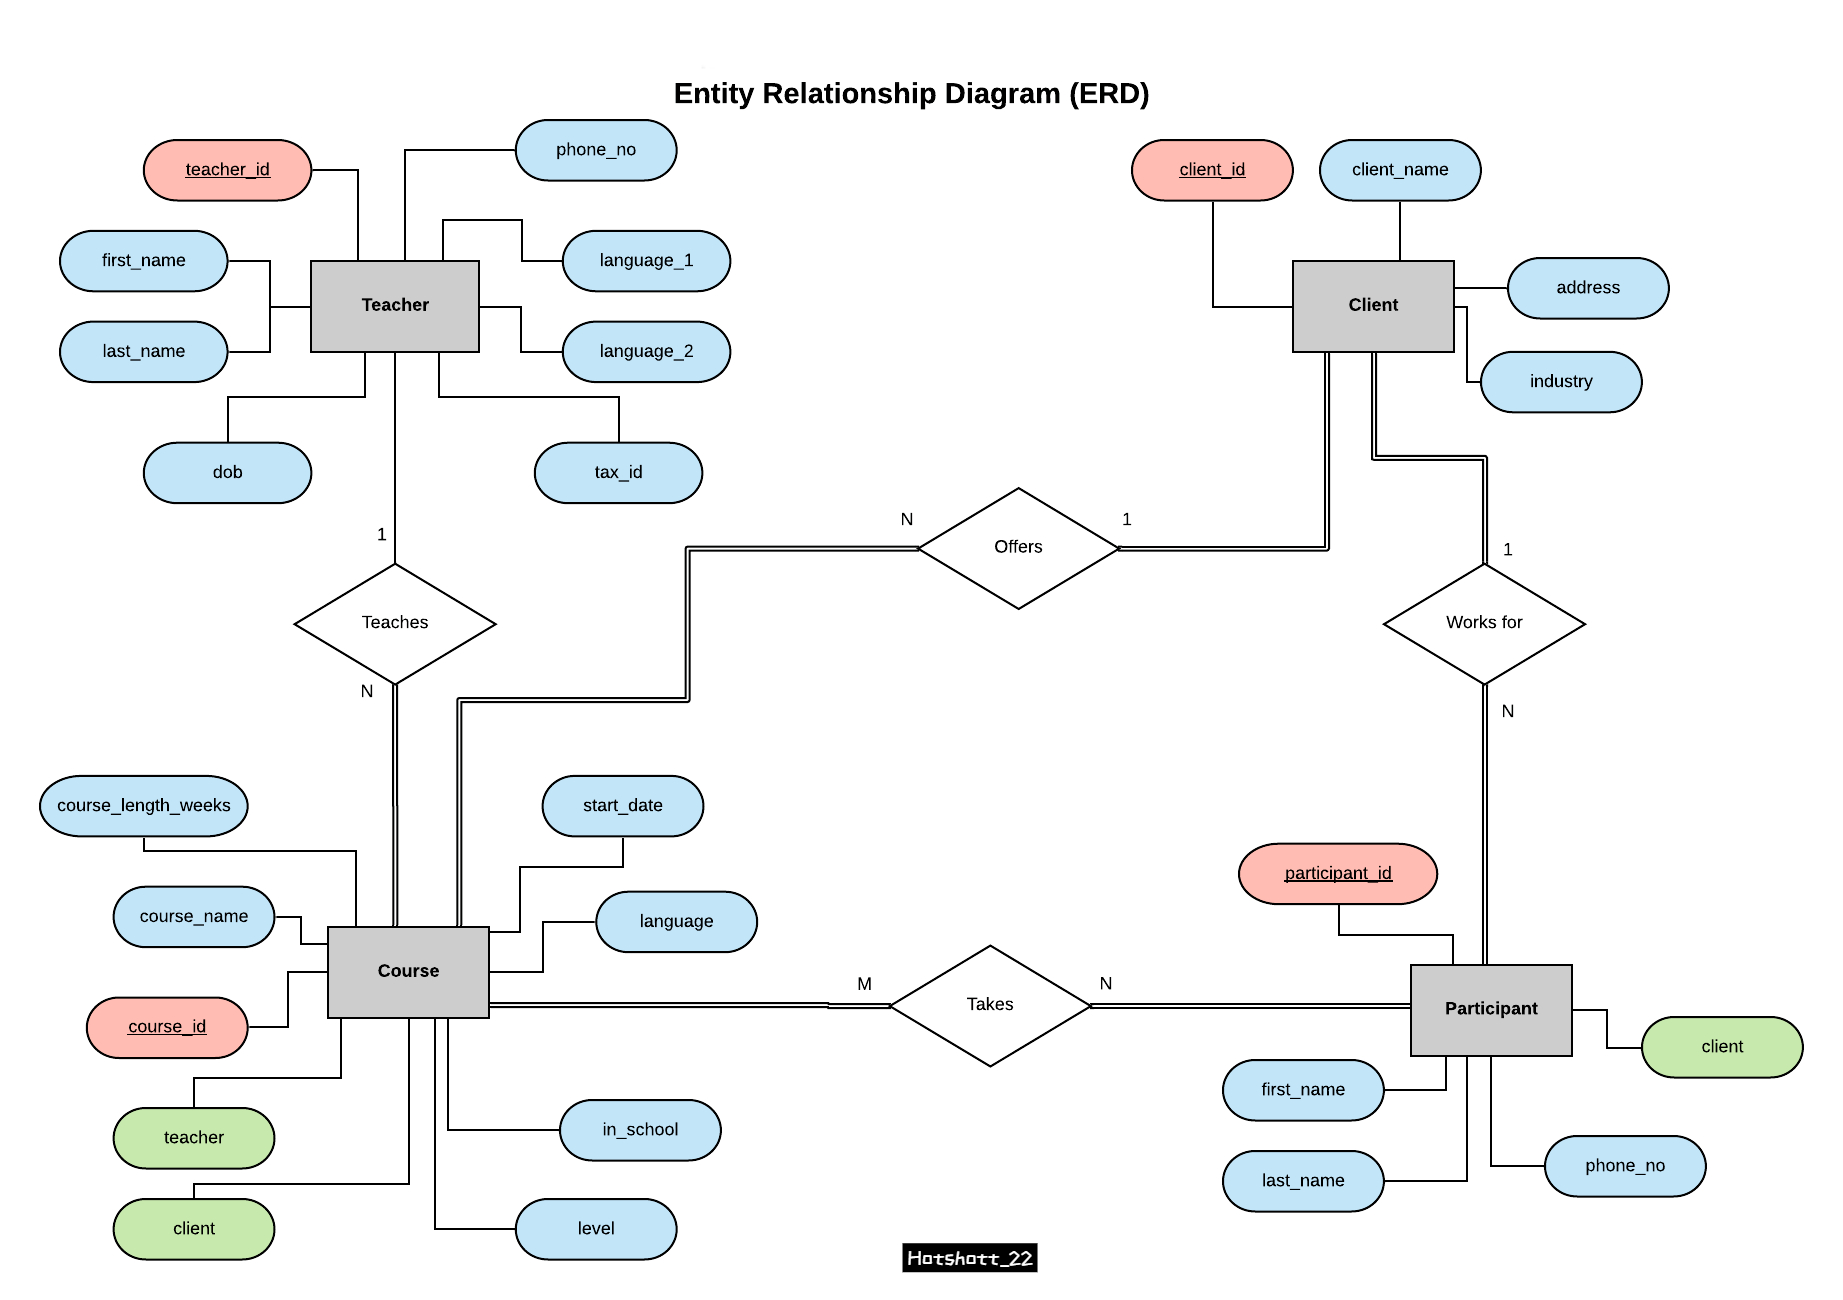 Entity Relationship Diagram (ERD)
teacher_id
phone_no
first_name
language_1
Teacher
last_name
language_2
dob
tax_id
client_id
client_name
Client
address
industry
1
Teaches
N
N
Offers
1
1
Works for
N
course_length_weeks
start_date
course_name
language
Course
course_id
teacher
client
in_school
level
M
Takes
N
participant_id
Participant
client
first_name
last_name
phone_no
Hotshott_22